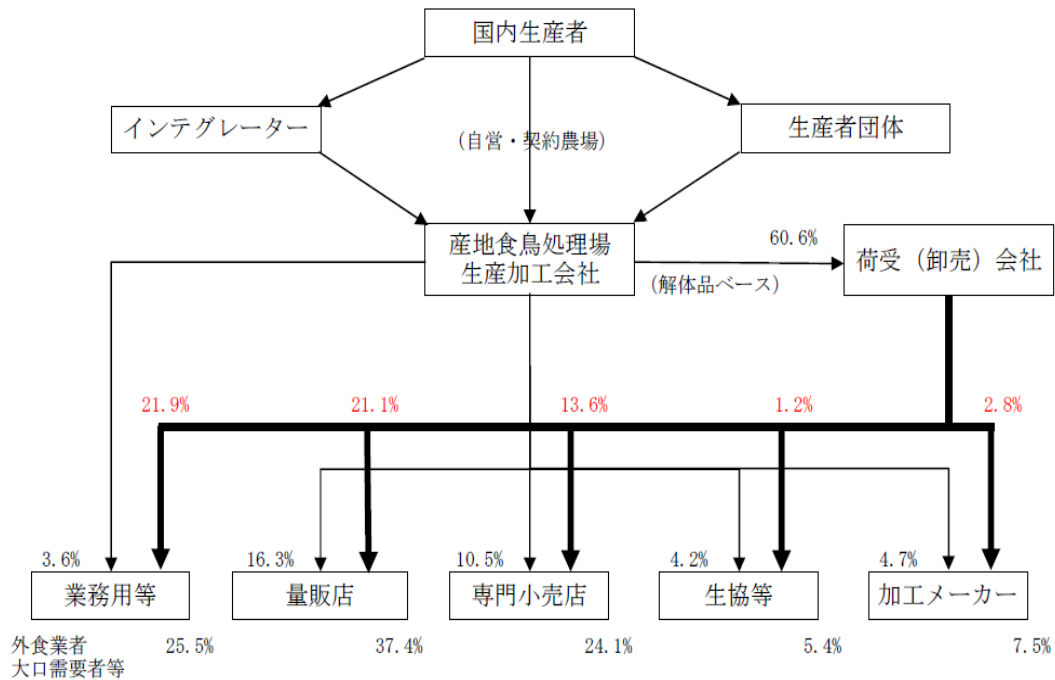 国内生産者
インテグレーター
(自営・契約農場)
生産者団体
産地食鳥処理場
生産加工会社
60.6%
(解体品ベース)
荷受（卸売）会社
21.9%
21.1%
13.6%
1.2%
2.8%
3.6%
16.3%
10.5%
4.2%
4.7%
業務用等
量販店
専門小売店
生協等
加工メーカー
外食業者
大口需要者等
25.5%
37.4%
24.1%
5.4%
7.5%